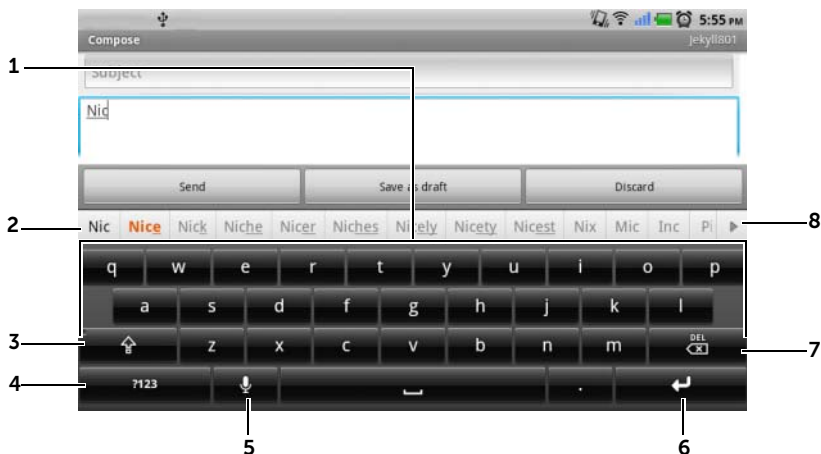 5:55 PM
Compose Jekyll801
1
Subject
Nic
Send Save as draft Discard
2 Nic Nice Nick Niche Nicer Niches Nicely Nicety Nicest Nix Mic Inc Pi 8
q w e r t y u i o p
a s d f g h j k l
3 z x c v b n m DEL 7
4 ?123 .
5 6